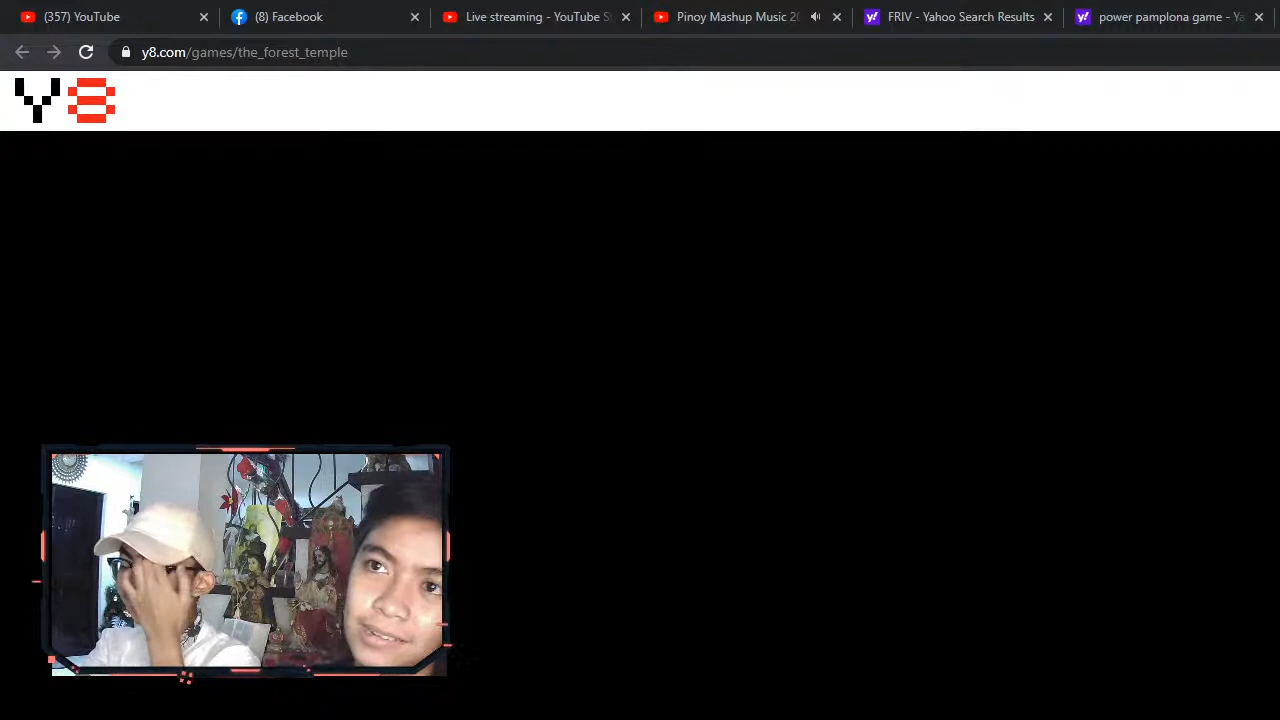 (357) YouTube
(8) Facebook
Live streaming - YouTube S
Pinoy Mashup Music 20
FRIV - Yahoo Search Results
power pamplona game - Ya
y8.com/games/the_forest_temple
Y8